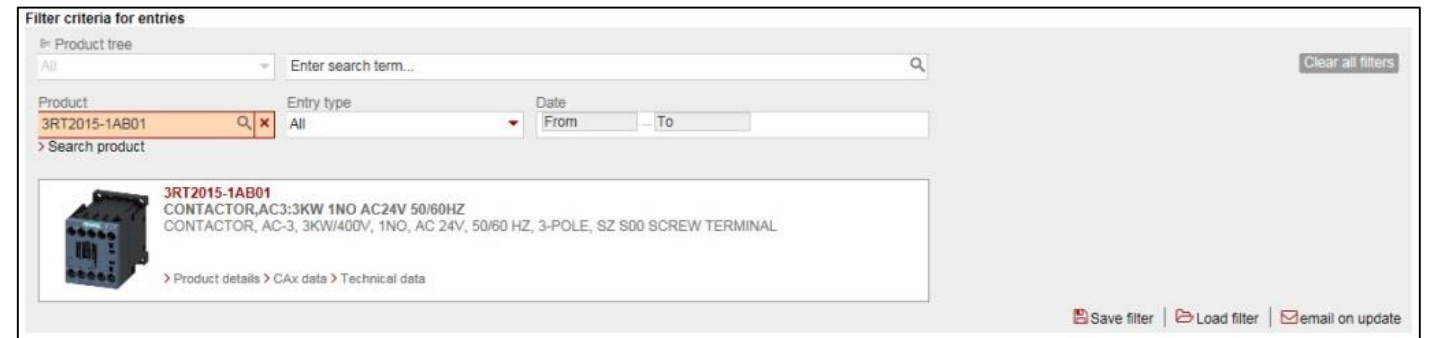 Filter criteria for entries
Product tree
All
Enter search term...
Clear all filters
Product
Entry type
Date
3RT2015-1AB01
All
From
To
> Search product
3RT2015-1AB01
CONTACTOR,AC3:3KW 1NO AC24V 50/60HZ
CONTACTOR, AC-3, 3KW/400V, 1NO, AC 24V, 50/60 HZ, 3-POLE, SZ S00 SCREW TERMINAL
> Product details > CAx data > Technical data
Save filter | Load filter | email on update